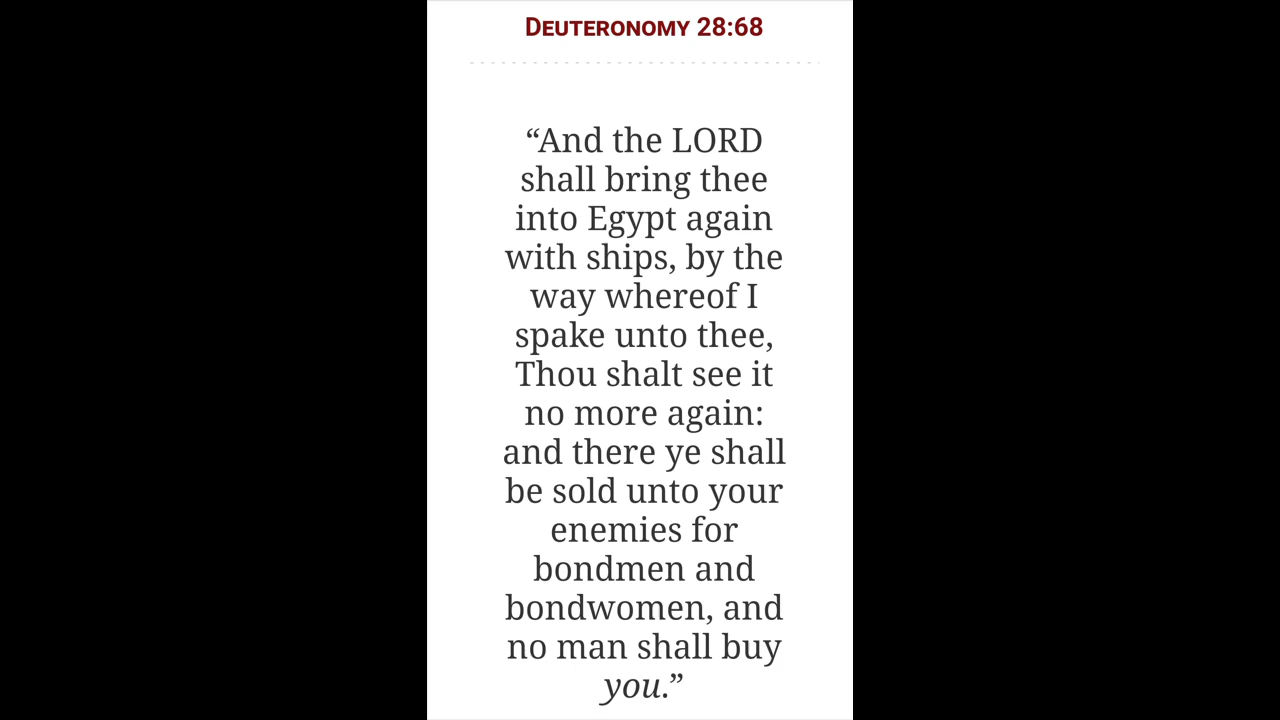 Deuteronomy 28:68
“And the LORD
shall bring thee
into Egypt again
with ships, by the
way whereof I
spake unto thee,
Thou shalt see it
no more again:
and there ye shall
be sold unto your
enemies for
bondmen and
bondwomen, and
no man shall buy
you.”